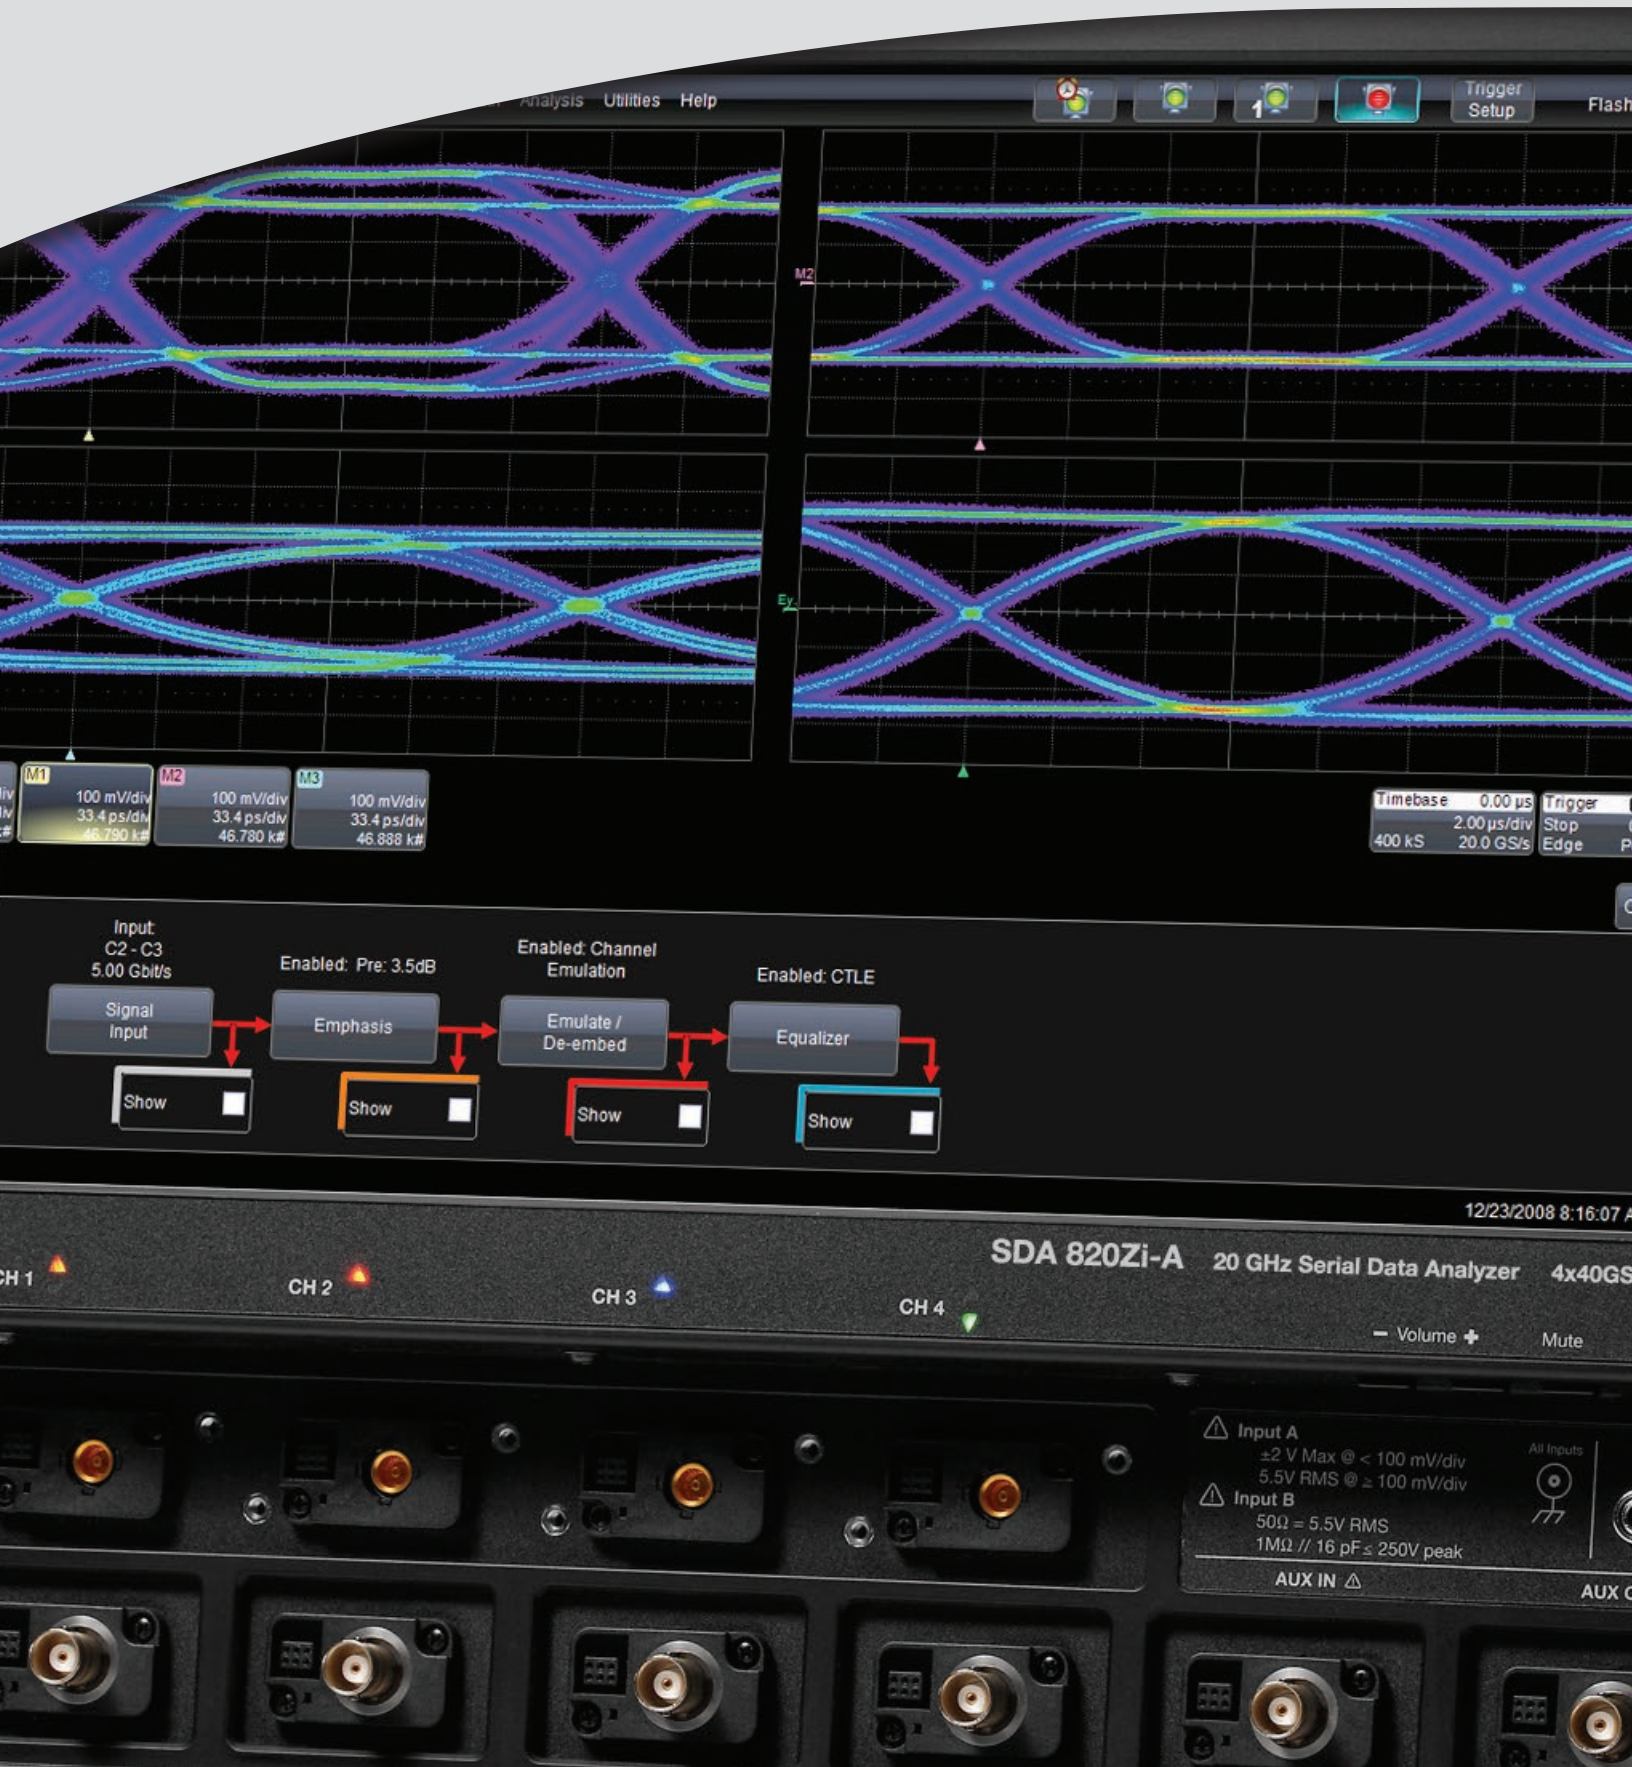 Analysis Utilities Help
1
Trigger
Setup
Flash
M2
Ey
M1
100 mV/div
33.4 ps/div
46.790 k#
M2
100 mV/div
33.4 ps/div
46.780 k#
M3
100 mV/div
33.4 ps/div
46.888 k#
Timebase 0.00 µs
2.00 µs/div
400 kS 20.0 GS/s
Trigger
Stop
Edge
Input:
C2 - C3
5.00 Gbit/s
Signal
Input
Show
Enabled: Pre: 3.5dB
Emphasis
Show
Enabled: Channel
Emulation
Emulate /
De-embed
Show
Enabled: CTLE
Equalizer
Show
12/23/2008 8:16:07 A
SDA 820Zi-A 20 GHz Serial Data Analyzer 4x40GS
CH 1
CH 2
CH 3
CH 4
− Volume + Mute
Input A
±2 V Max @ < 100 mV/div
5.5V RMS @ ≥ 100 mV/div
Input B
50Ω = 5.5V RMS
1MΩ // 16 pF ≤ 250V peak
All Inputs
AUX IN
AUX